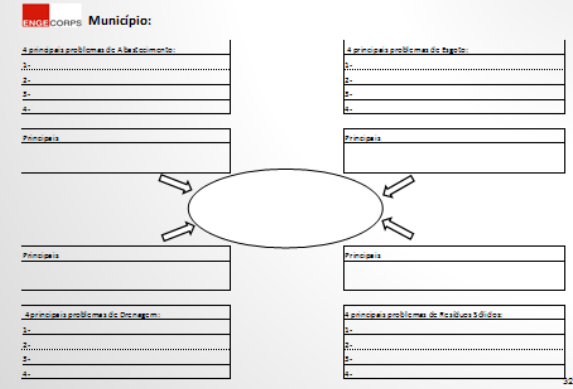 ENGECORPS Município:
4 principais problemas de Abastecimento:
1-
2-
3-
4-
4 principais problemas de Esgoto:
1-
2-
3-
4-
Principais
Principais
Principais
Principais
4 principais problemas de Drenagem:
1-
2-
3-
4-
4 principais problemas de Resíduos Sólidos:
1-
2-
3-
4-
32